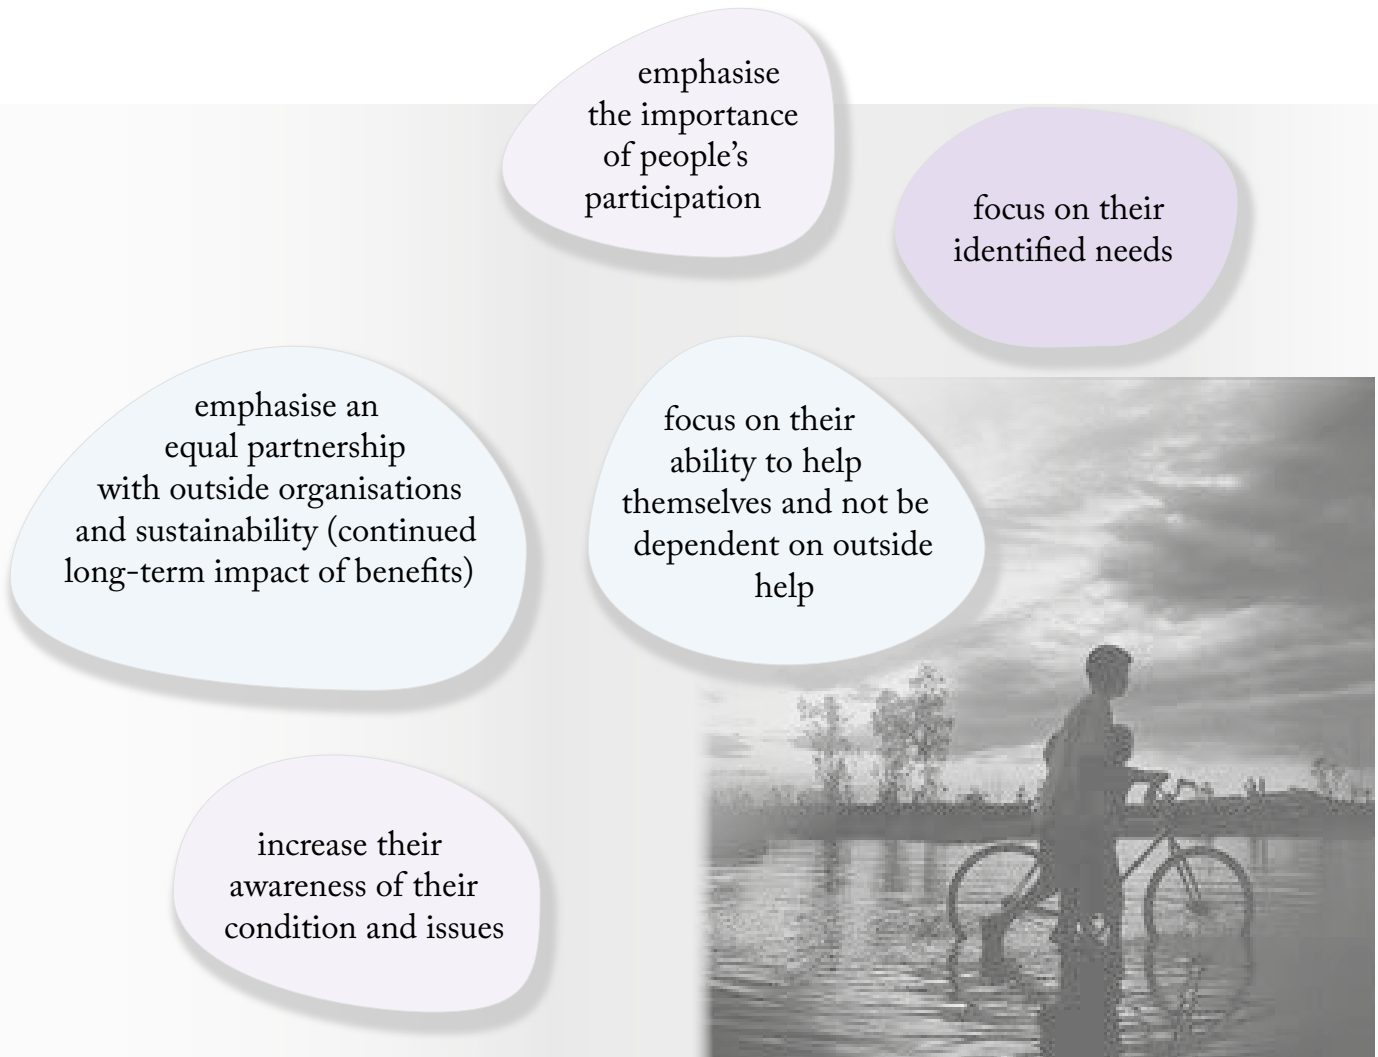 emphasise
the importance
of people’s
participation
focus on their
identified needs
emphasise an
equal partnership
with outside organisations
and sustainability (continued
long-term impact of benefits)
focus on their
ability to help
themselves and not be
dependent on outside
help
increase their
awareness of their
condition and issues